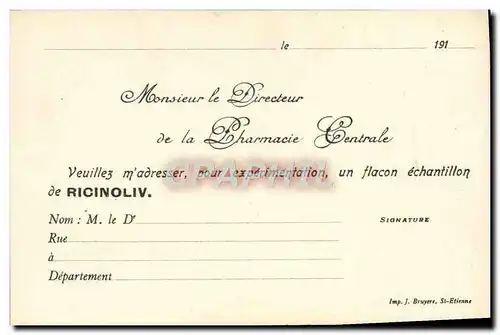 le 191
Monsieur le Directeur
de la Pharmacie Centrale
Veuillez m'adresser, pour expérimentation, un flacon échantillon
de RICINOLIV.
Nom : M. le Dr
SIGNATURE
Rue
à
Département
Imp. J. Bruyere, St-Etienne